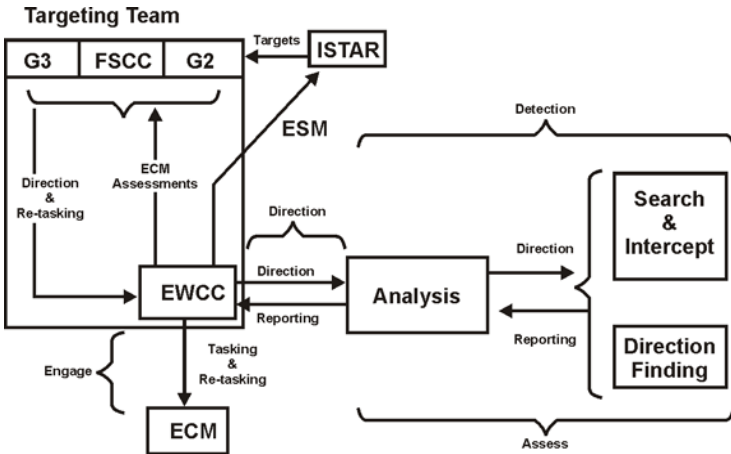 Targeting Team
G3
FSCC
G2
Targets
ISTAR
ESM
Detection
Direction
&
Re-tasking
ECM
Assessments
Search
&
Intercept
Direction
Direction
Direction
EWCC
Analysis
Reporting
Reporting
Direction
Finding
Engage
Tasking
&
Re-tasking
ECM
Assess